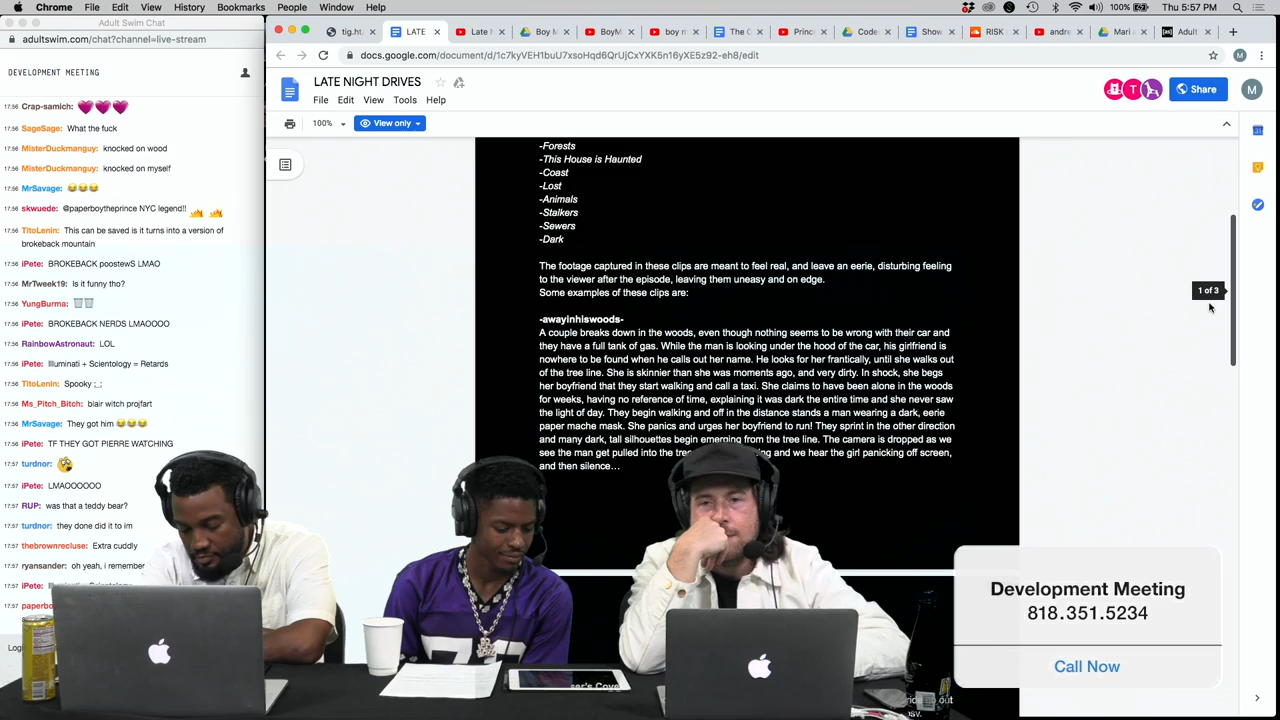 Chrome File Edit View History Bookmarks People Window Help
100% Thu 5:57 PM
Adult Swim Chat
adultswim.com/chat?channel=live-stream
DEVELOPMENT MEETING
17:56 Crap-samich:
17:56 SageSage: What the fuck
17:56 MisterDuckmanguy: knocked on wood
17:56 MisterDuckmanguy: knocked on myself
17:56 MrSavage:
17:56 skwuede: @paperboytheprince NYC legend!!
17:56 TitoLenin: This can be saved is it turns into a version of
brokeback mountain
17:56 iPete: BROKEBACK poostewS LMAO
17:56 MrTweek19: Is it funny tho?
17:56 YungBurma:
17:56 iPete: BROKEBACK NERDS LMAOOOO
17:56 RainbowAstronaut: LOL
17:56 iPete: Illuminati + Scientology = Retards
17:56 TitoLenin: Spooky ;_;
17:56 Ms_Pitch_Bitch: blair witch projfart
17:56 MrSavage: They got him
17:56 iPete: TF THEY GOT PIERRE WATCHING
17:57 turdnor:
17:57 iPete: LMAOOOOOO
17:57 RUP: was that a teddy bear?
17:57 turdnor: they done did it to im
17:57 thebrownrecluse: Extra cuddly
17:57 ryansander: oh yeah, i remember
17:57 iPete:
17:57
tig.ht LATE Late N Boy M BoyM boy m The C Princ Code Show RISK andre Mari a Adult
docs.google.com/document/d/1c7kyVEH1buU7xsoHqd6QrUjCxYXK5n16yXE5z92-eh8/edit
M
LATE NIGHT DRIVES
File Edit View Tools Help
T
Share
M
100% View only
-Forests
-This House is Haunted
-Coast
-Lost
-Animals
-Stalkers
-Sewers
-Dark
The footage captured in these clips are meant to feel real, and leave an eerie, disturbing feeling
to the viewer after the episode, leaving them uneasy and on edge.
Some examples of these clips are:
-awayinhiswoods-
A couple breaks down in the woods, even though nothing seems to be wrong with their car and
they have a full tank of gas. While the man is looking under the hood of the car, his girlfriend is
nowhere to be found when he calls out her name. He looks for her frantically, until she walks out
of the tree line. She is skinnier than she was moments ago, and very dirty. In shock, she begs
her boyfriend that they start walking and call a taxi. She claims to have been alone in the woods
for weeks, having no reference of time, explaining it was dark the entire time and she never saw
the light of day. They begin walking and off in the distance stands a man wearing a dark, eerie
paper mache mask. She panics and urges her boyfriend to run! They sprint in the other direction
and many dark, tall silhouettes begin emerging from the tree line. The camera is dropped as we
see the man get pulled into the and we hear the girl panicking off screen,
and then silence…
1 of 3
Development Meeting
818.351.5234
Call Now